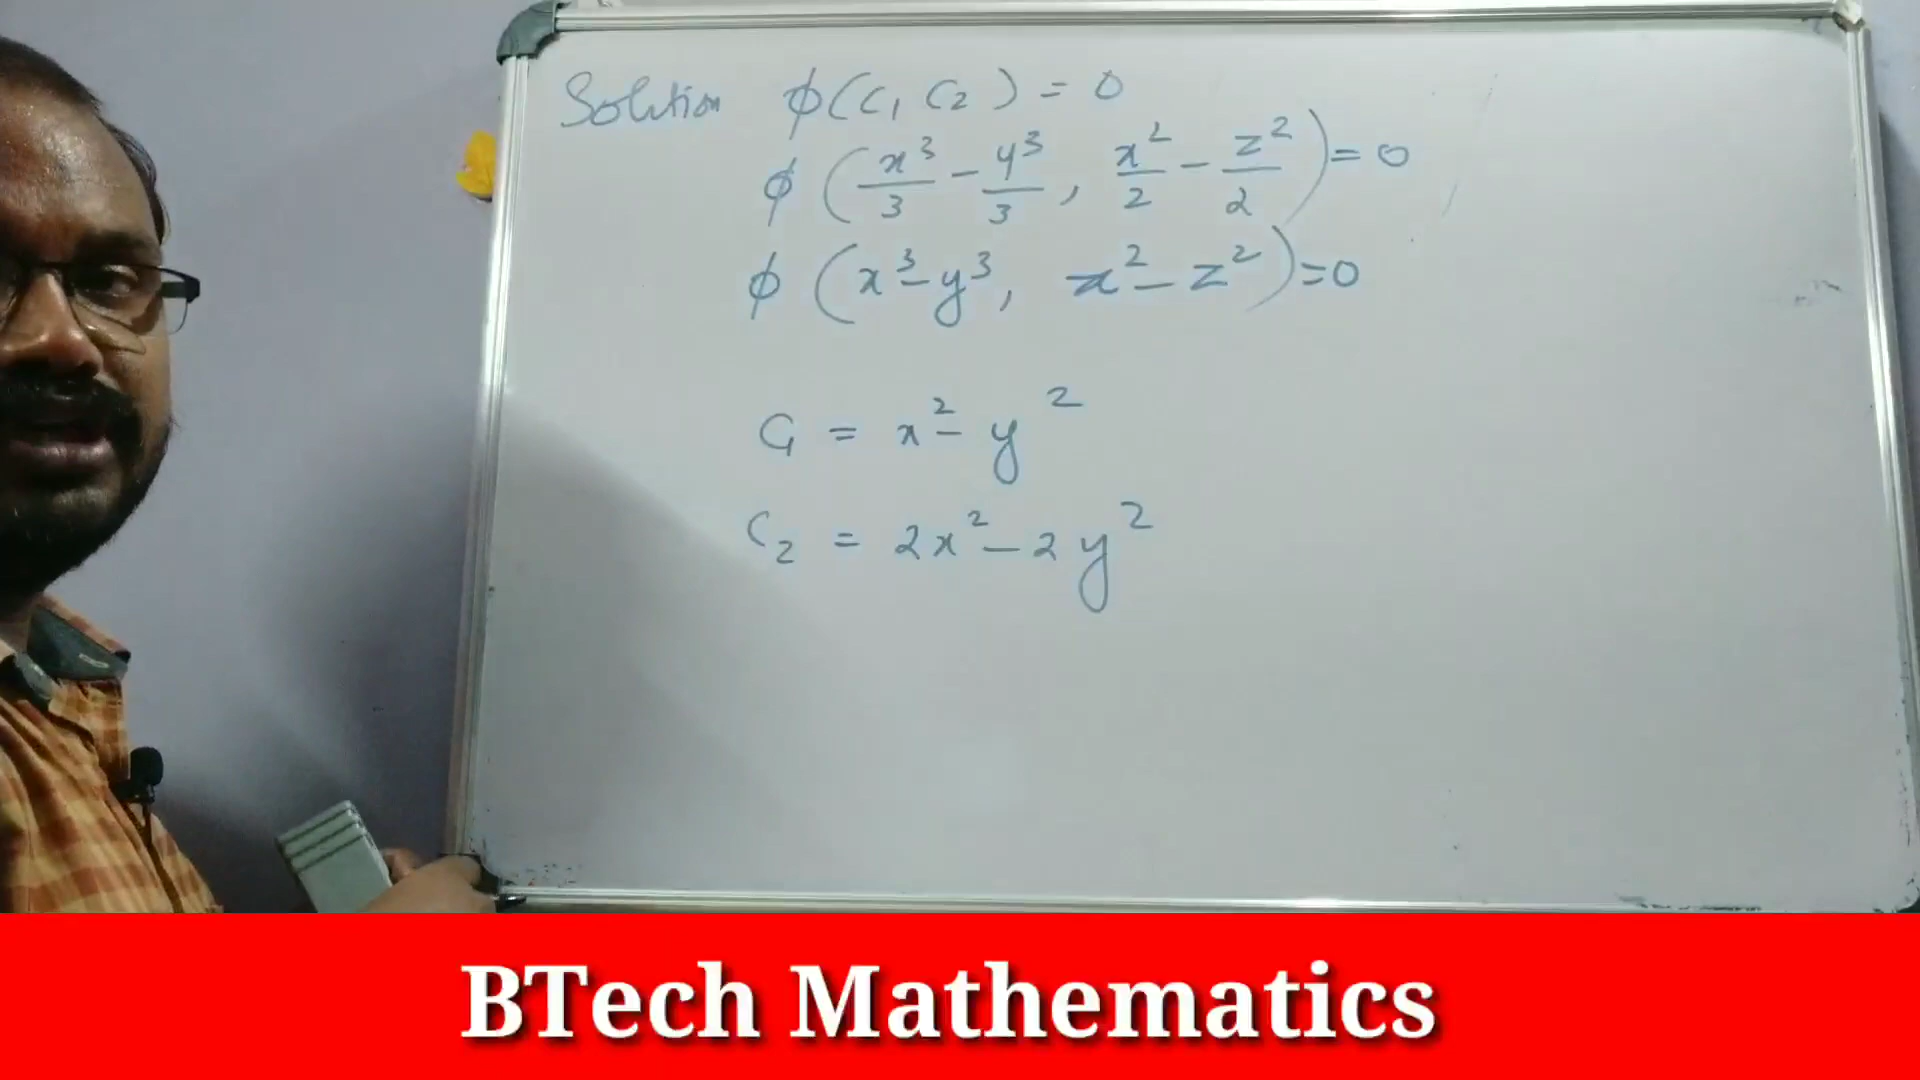 Solution φ(C₁ C₂) = 0
φ(x³/3 − y³/3, x²/2 − z²/2) = 0
φ(x³−y³, x²−z²)=0
C₁ = x²− y²
C₂ = 2x²−2y²
BTech Mathematics